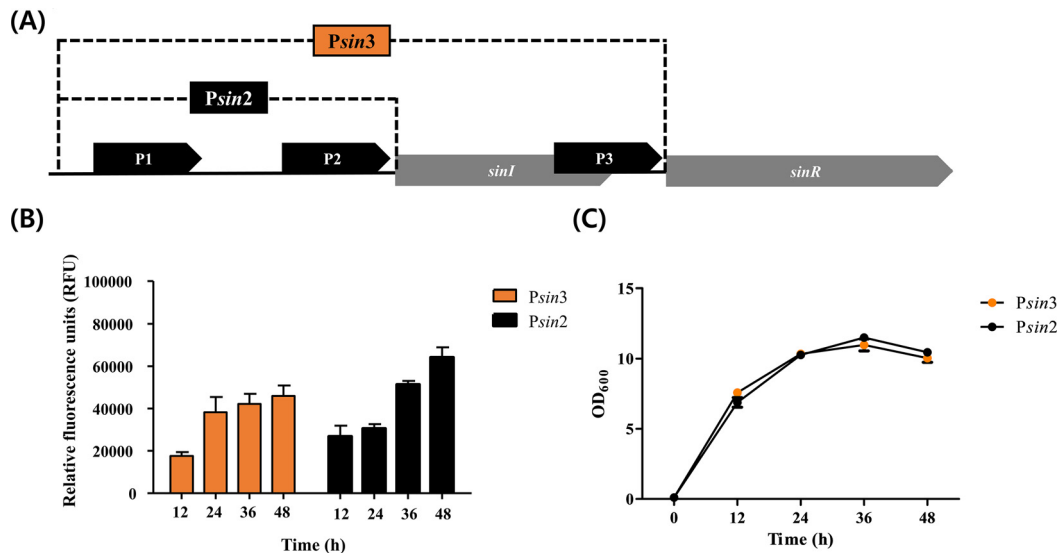 (A)
Psin3
Psin2
P1
P2
P3
sinI
sinR
(B)
Relative fluorescence units (RFU)
100000
80000
60000
40000
20000
0
12 24 36 48 12 24 36 48
Time (h)
Psin3
Psin2
(C)
OD600
15
10
5
0
0 12 24 36 48
Time (h)
Psin3
Psin2